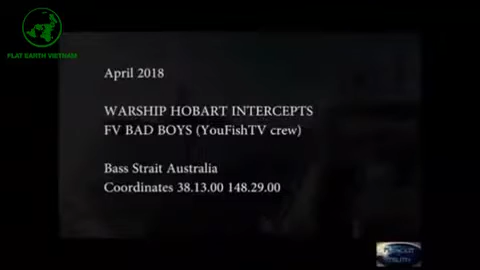 FLAT EARTH VIETNAM
April 2018
WARSHIP HOBART INTERCEPTS
FV BAD BOYS (YouFishTV crew)
Bass Strait Australia
Coordinates 38.13.00 148.29.00